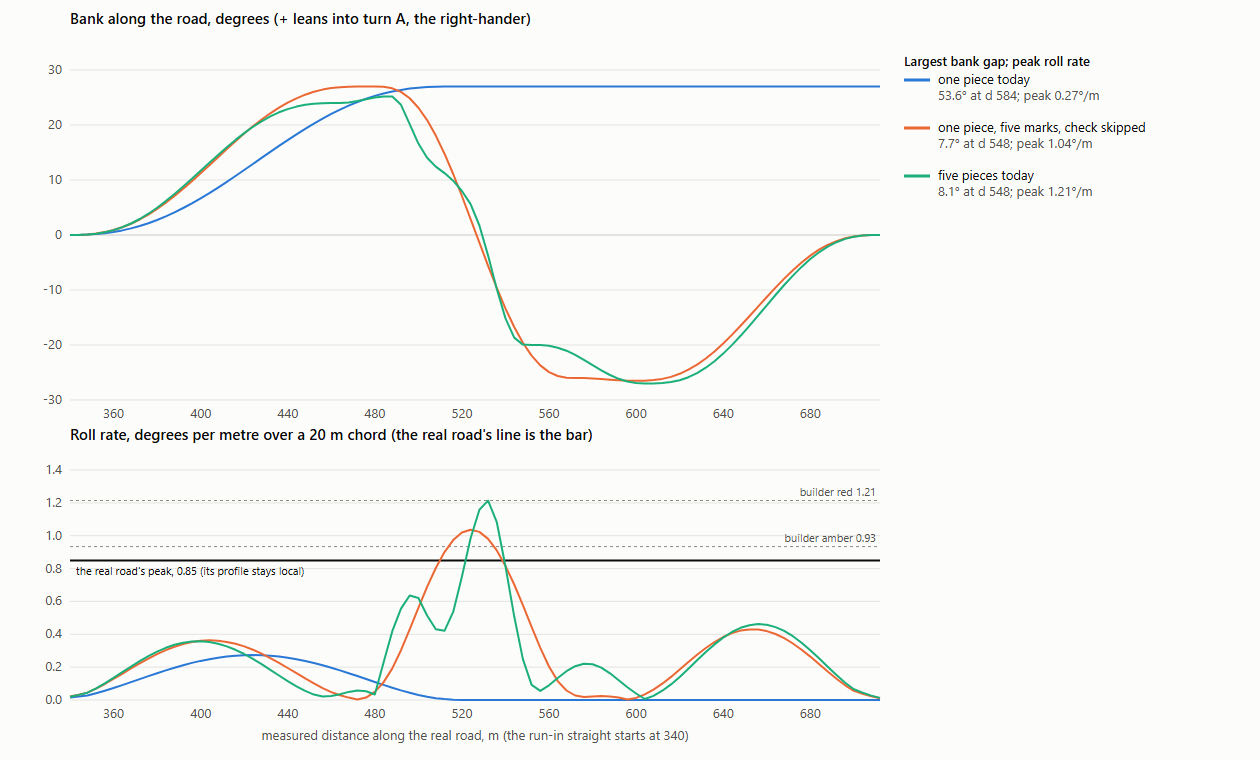 Bank along the road, degrees (+ leans into turn A, the right-hander)
30
20
10
0
-10
-20
-30
360 400 440 480 520 560 600 640 680
Largest bank gap; peak roll rate
one piece today
53.6° at d 584; peak 0.27°/m
one piece, five marks, check skipped
7.7° at d 548; peak 1.04°/m
five pieces today
8.1° at d 548; peak 1.21°/m
Roll rate, degrees per metre over a 20 m chord (the real road's line is the bar)
1.4
1.2
1.0
0.8
0.6
0.4
0.2
0.0
builder red 1.21
builder amber 0.93
the real road's peak, 0.85 (its profile stays local)
360 400 440 480 520 560 600 640 680
measured distance along the real road, m (the run-in straight starts at 340)